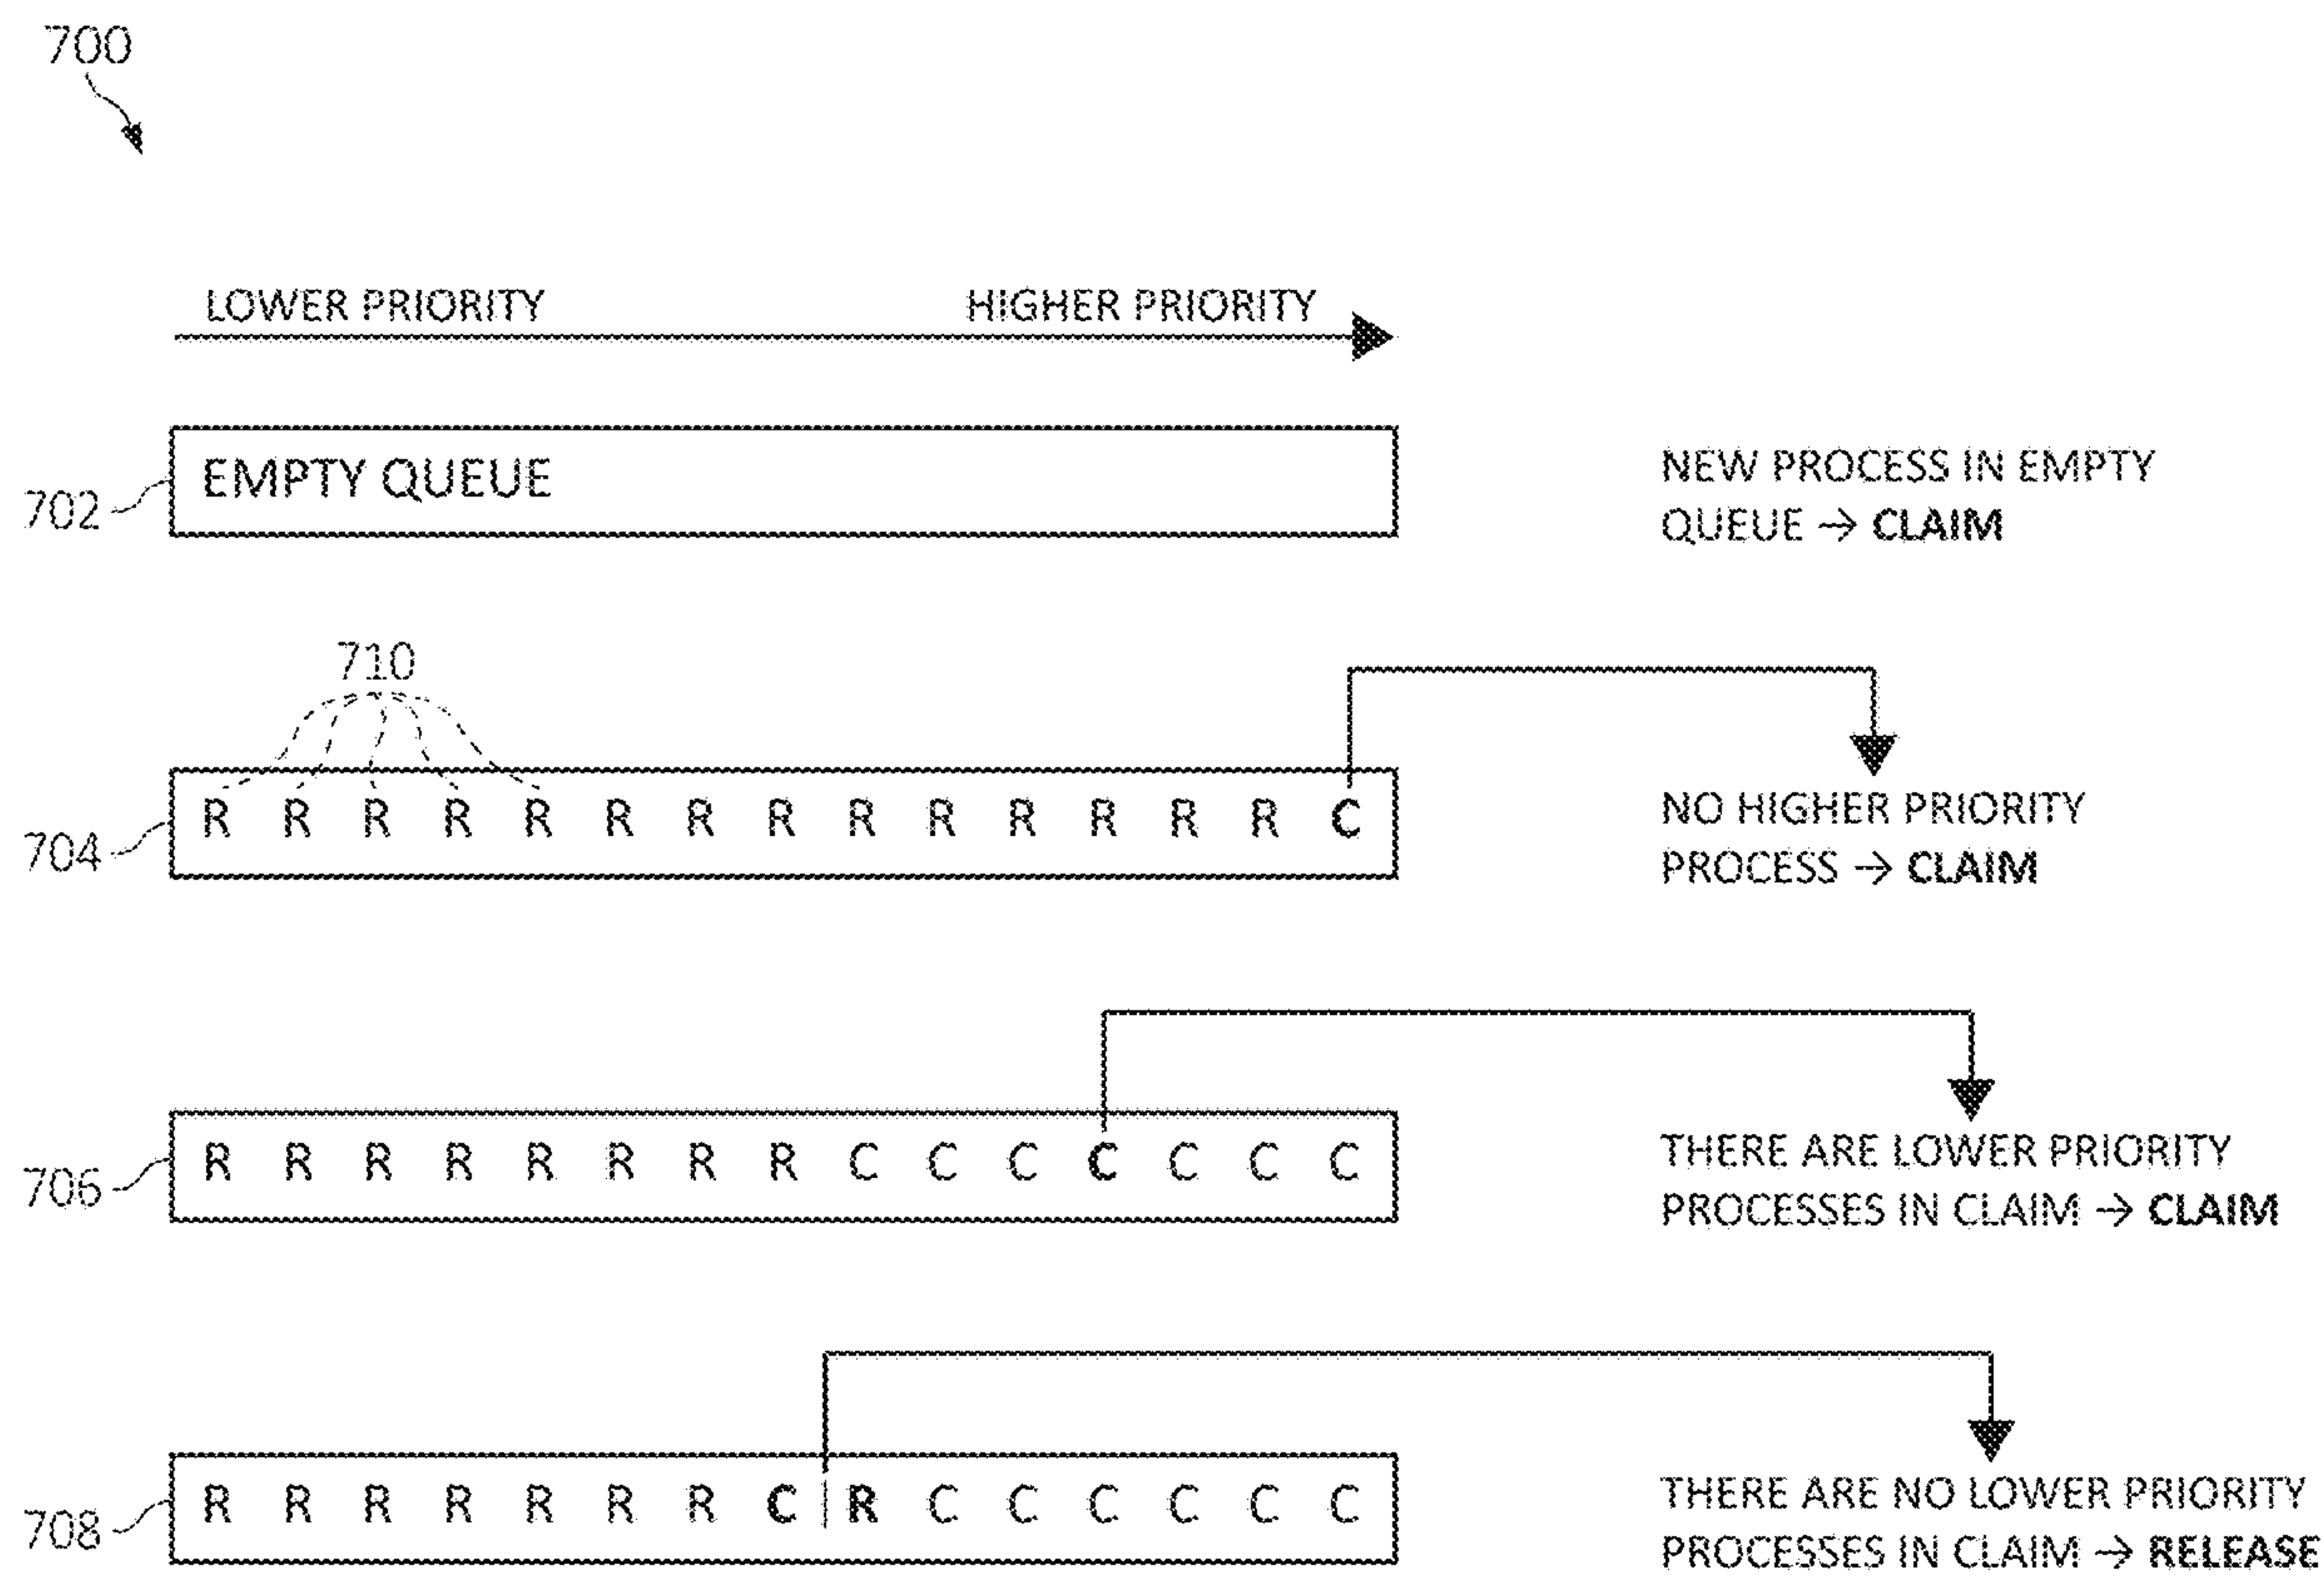 700
LOWER PRIORITY HIGHER PRIORITY
EMPTY QUEUE
702
NEW PROCESS IN EMPTY
QUEUE → CLAIM
710
R R R R R R R R R R R R R R C
704
NO HIGHER PRIORITY
PROCESS → CLAIM
R R R R R R R R C C C C C C C
706
THERE ARE LOWER PRIORITY
PROCESSES IN CLAIM → CLAIM
R R R R R R R C | R C C C C C C
708
THERE ARE NO LOWER PRIORITY
PROCESSES IN CLAIM → RELEASE